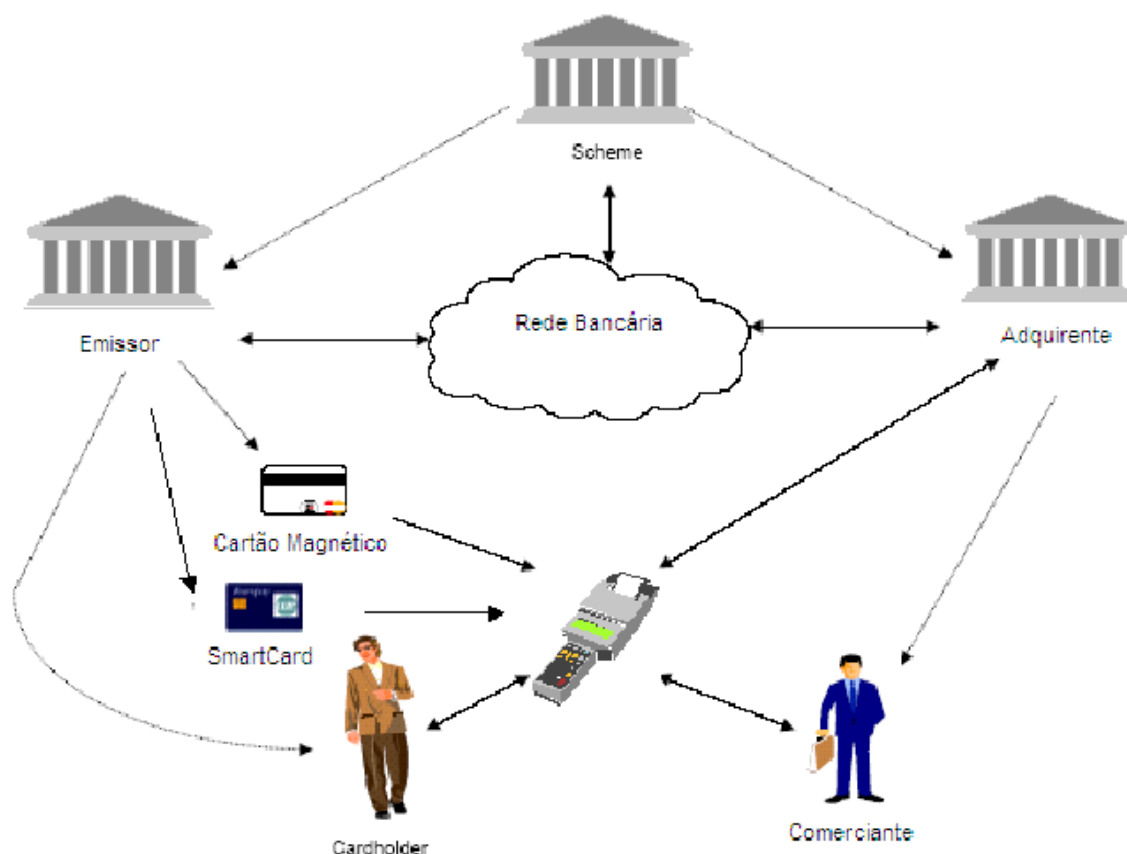 Scheme
Rede Bancária
Emissor
Adquirente
Cartão Magnético
SmartCard
Comerciante
Cardholder